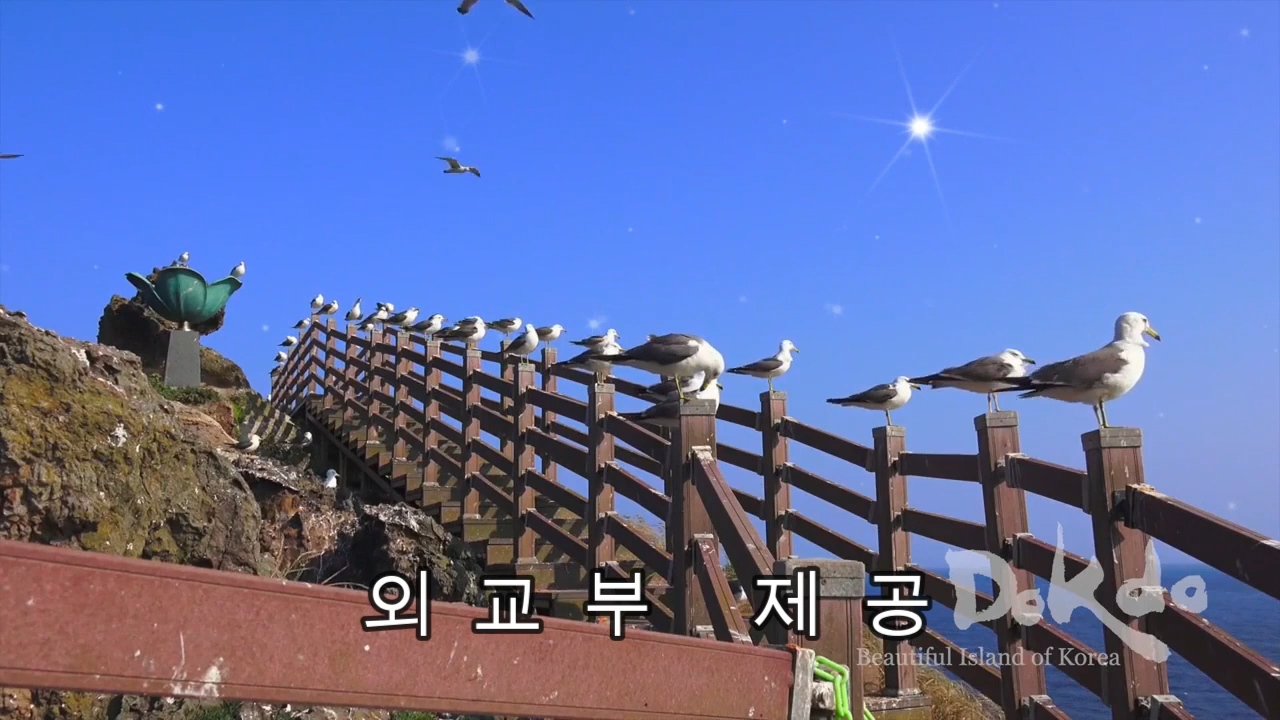 외 교 부 제 공
Dokdo
Beautiful Island of Korea